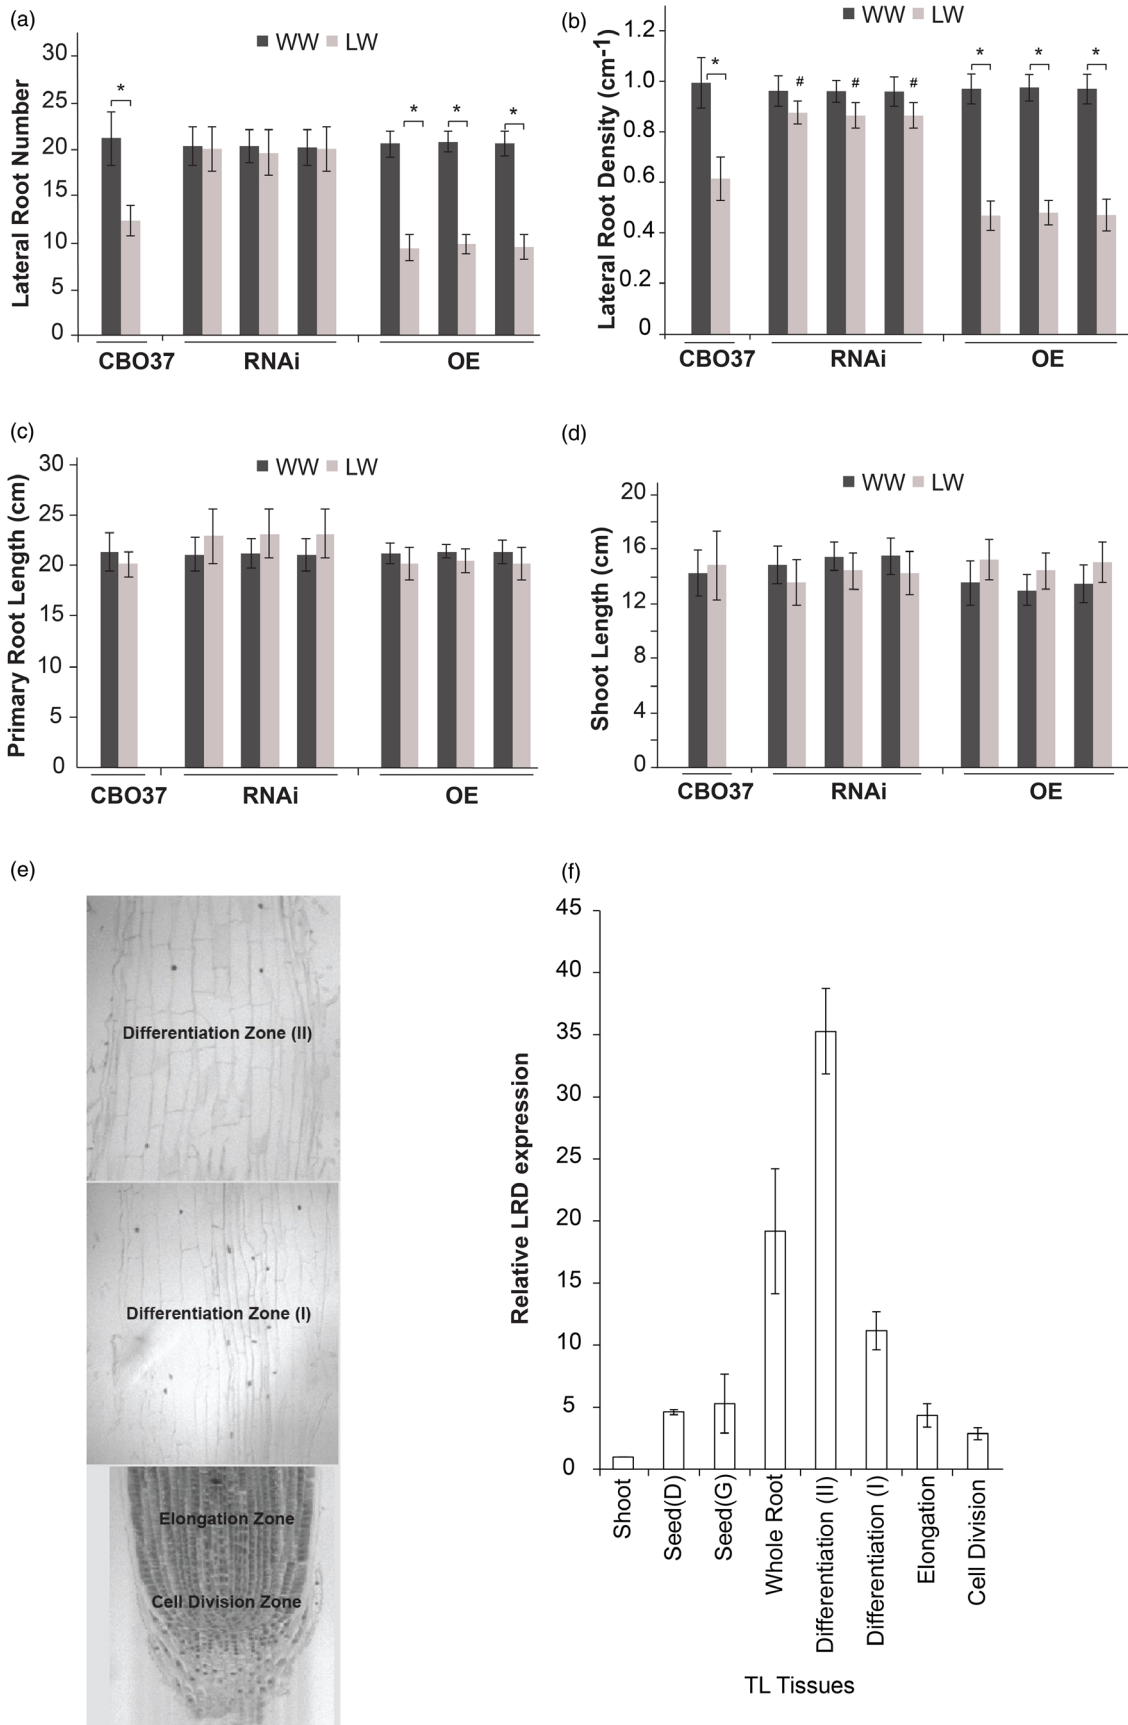 (a)
WW LW
Lateral Root Number
30
25
20
15
10
5
0
*
* * *
CBO37 RNAi OE
(b)
WW LW
Lateral Root Density (cm-1)
1.2
1.0
0.8
0.6
0.4
0.2
0
*
# # #
* * *
CBO37 RNAi OE
(c)
WW LW
Primary Root Length (cm)
30
25
20
15
10
5
0
CBO37 RNAi OE
(d)
WW LW
Shoot Length (cm)
20
16
12
8
4
0
CBO37 RNAi OE
(e)
Differentiation Zone (II)
Differentiation Zone (I)
Elongation Zone
Cell Division Zone
(f)
Relative LRD expression
45
40
35
30
25
20
15
10
5
0
Shoot
Seed(D)
Seed(G)
Whole Root
Differentiation (II)
Differentiation (I)
Elongation
Cell Division
TL Tissues